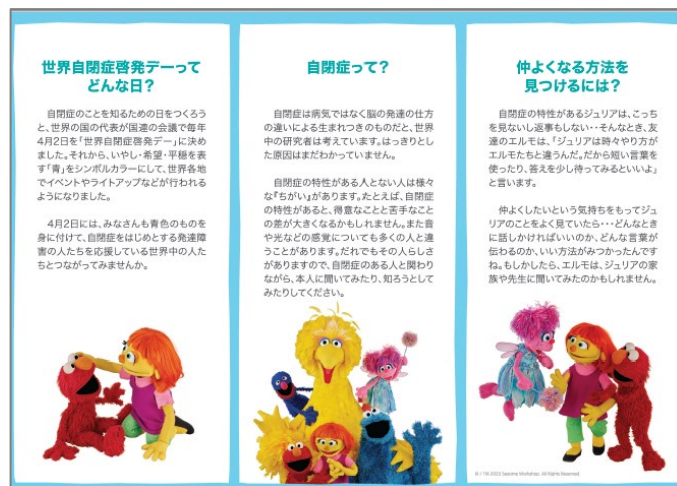 世界自閉症啓発デーって
どんな日?
自閉症のことを知るための日をつくろう
と、世界の国の代表が国連の会議で毎年
4月2日を「世界自閉症啓発デー」に決め
ました。それから、いやし・希望・平穏を表
す「青」をシンボルカラーにして、世界各地
でイベントやライトアップなどが行われる
ようになりました。
4月2日には、みなさんも青色のものを
身に付けて、自閉症をはじめとする発達障
害の人たちを応援している世界中の人た
ちとつながってみませんか。
自閉症って?
自閉症は病気ではなく脳の発達の仕方
の違いによる生まれつきのものだと、世界
中の研究者は考えています。はっきりとし
た原因はまだわかっていません。
自閉症の特性がある人とない人は様々
な『ちがい』があります。たとえば、自閉症
の特性があると、得意なことと苦手なこと
の差が大きくなるかもしれません。また音
や光などの感覚についても多くの人と違
うことがあります。だれでもその人らしさ
がありますので、自閉症のある人と関わり
ながら、本人に聞いてみたり、知ろうとして
みたりしてください。
仲よくなる方法を
見つけるには?
自閉症の特性があるジュリアは、こっち
を見ないし返事もしない・・そんなとき、友
達のエルモは、「ジュリアは時々やり方が
エルモたちと違うんだ。だから短い言葉を
使ったり、答えを少し待ってみるといいよ」
と言います。
仲よくしたいという気持ちをもってジュ
リアのことをよく見ていたら・・・どんなとき
に話しかければいいのか、どんな言葉が
伝わるのか、いい方法がみつかったんです
ね。もしかしたら、エルモは、ジュリアの家
族や先生に聞いてみたのかもしれません。
® / TM 2023 Sesame Workshop. All Rights Reserved.